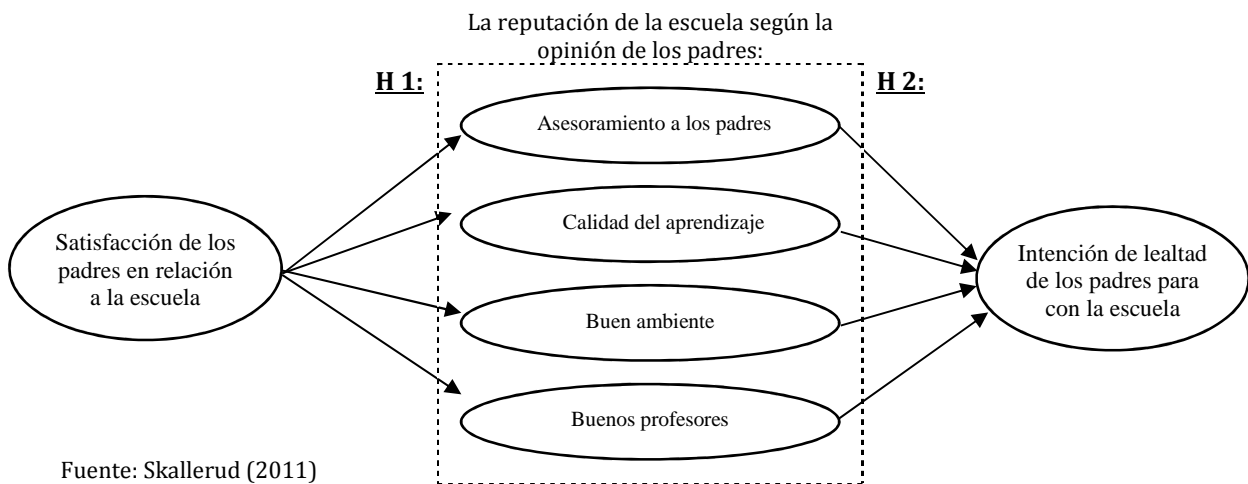 La reputación de la escuela según la
opinión de los padres:
H 1:
H 2:
Asesoramiento a los padres
Calidad del aprendizaje
Satisfacción de los
padres en relación
a la escuela
Intención de lealtad
de los padres para
con la escuela
Buen ambiente
Buenos profesores
Fuente: Skallerud (2011)